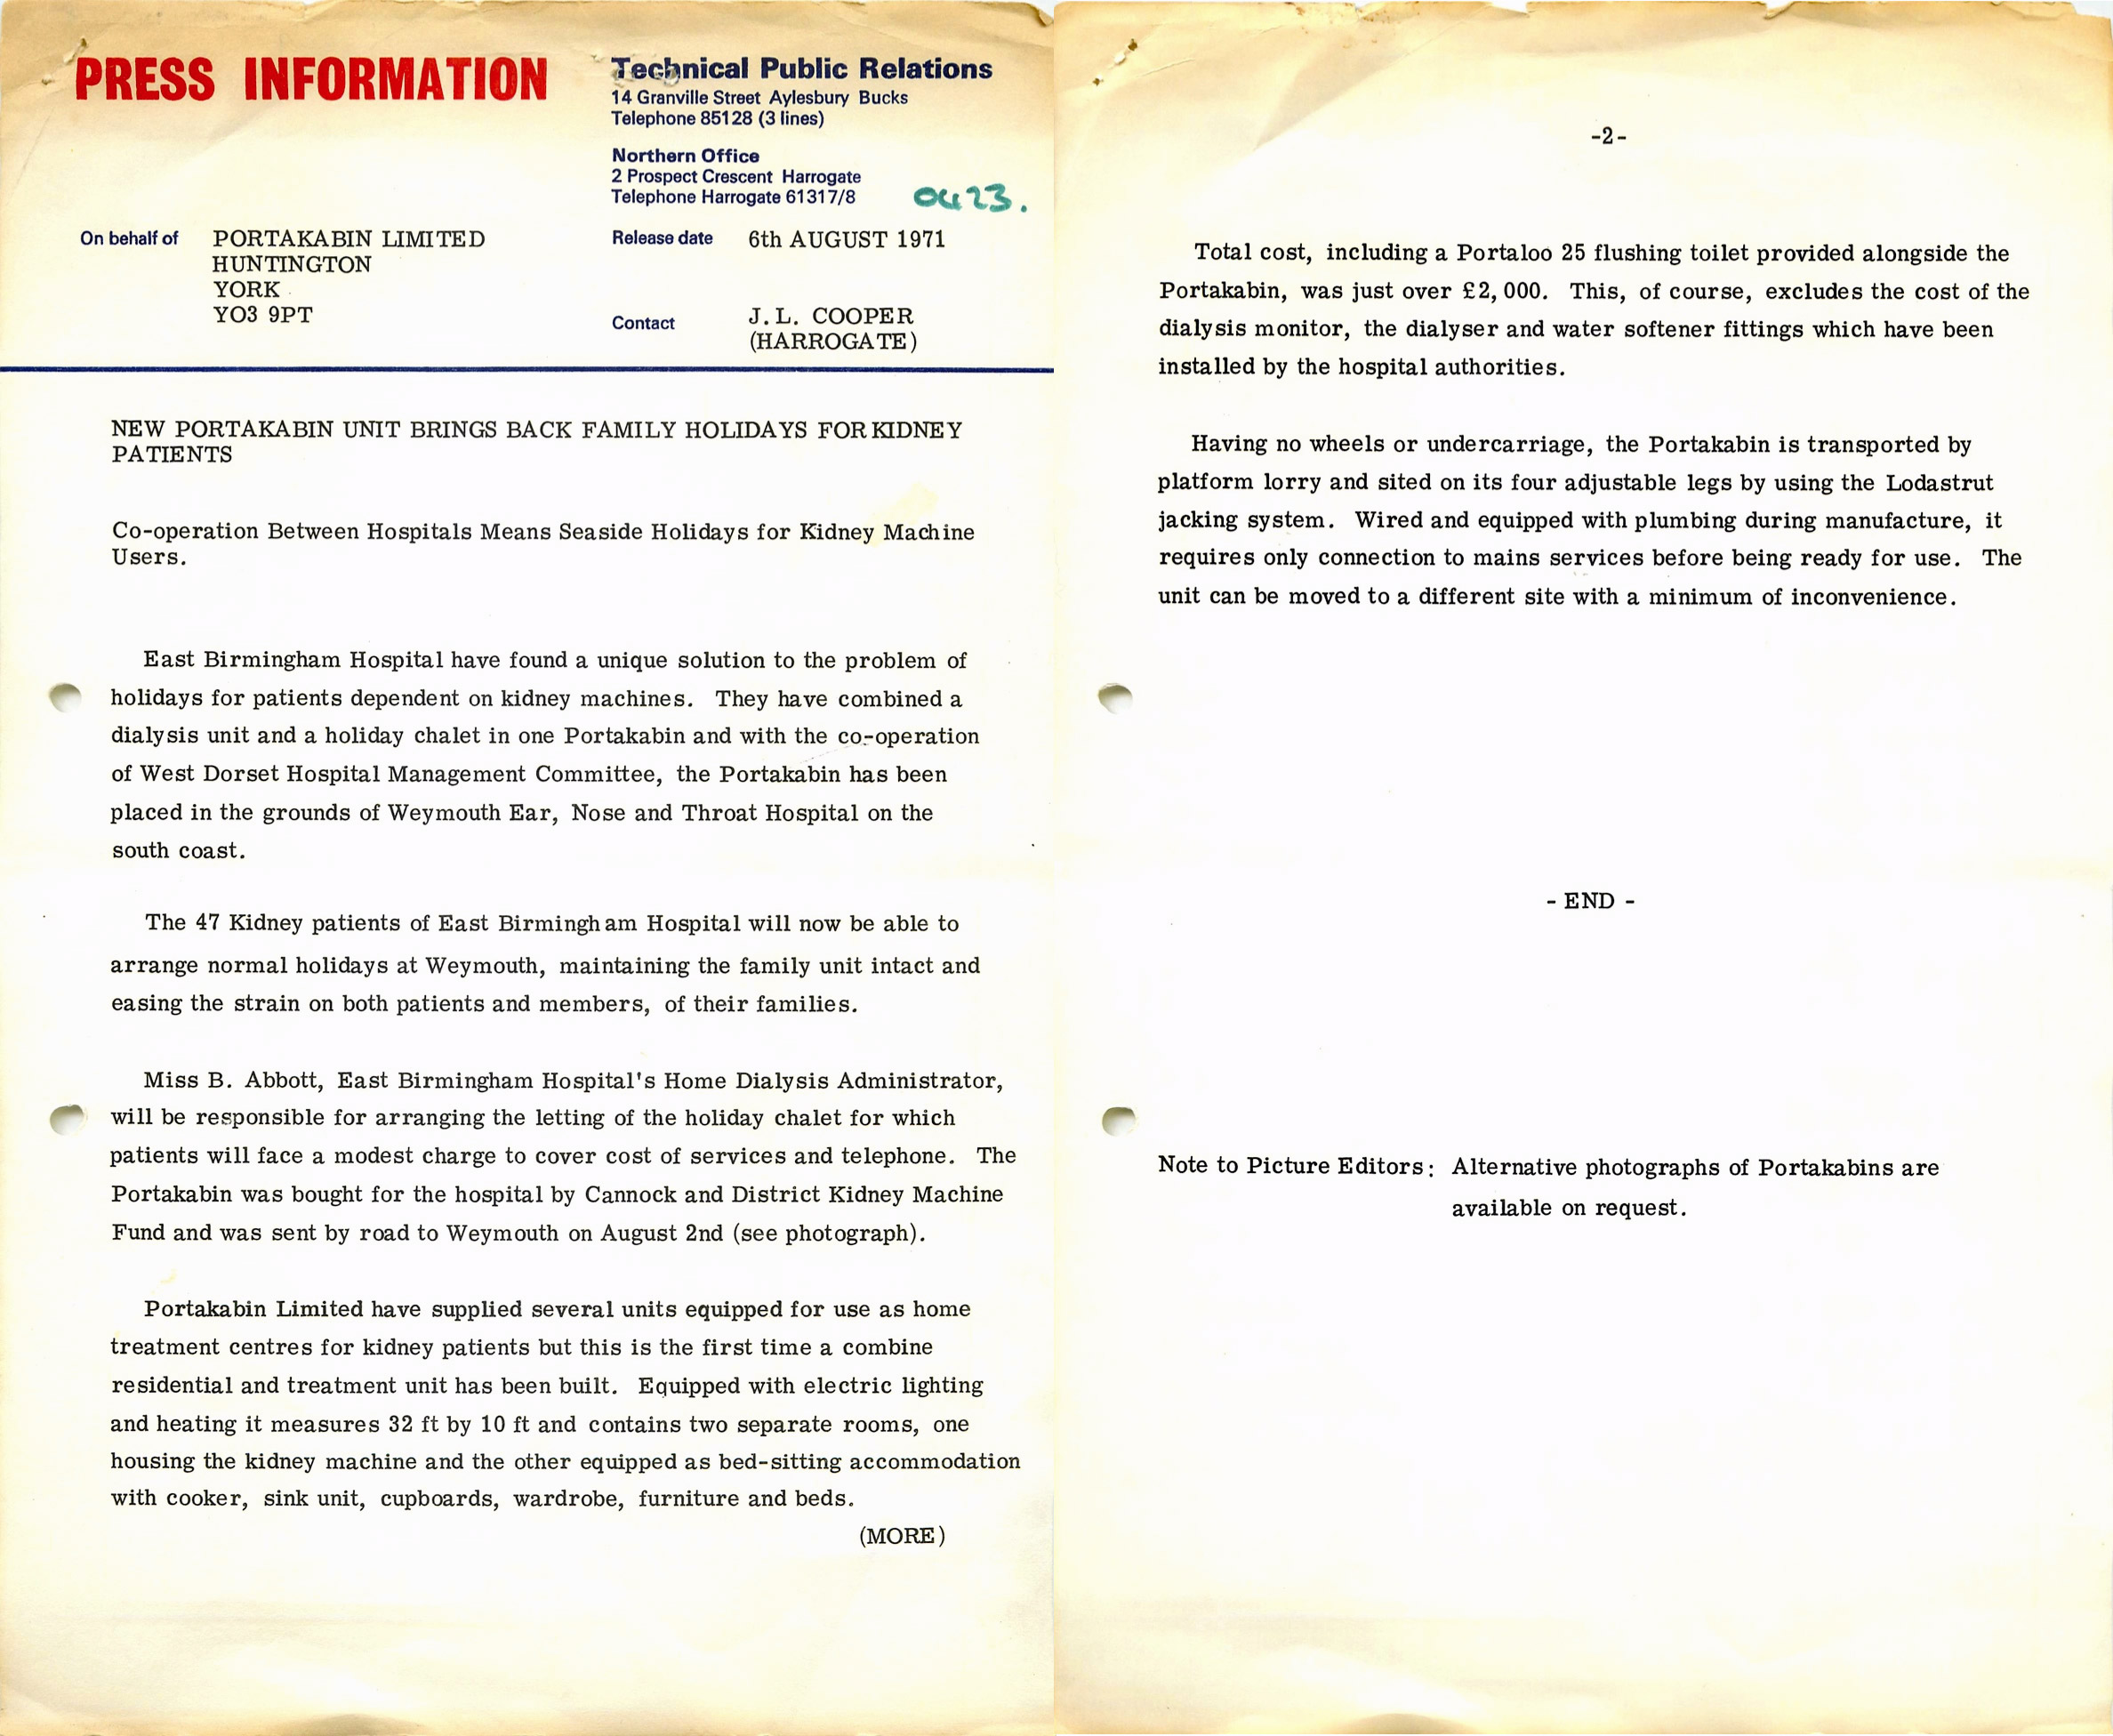 PRESS INFORMATION
Technical Public Relations
14 Granville Street Aylesbury Bucks
Telephone 85128 (3 lines)
Northern Office
2 Prospect Crescent Harrogate
Telephone Harrogate 61317/8
0423.
On behalf of PORTAKABIN LIMITED
HUNTINGTON
YORK
YO3 9PT
Release date 6th AUGUST 1971
Contact J.L. COOPER
(HARROGATE)
NEW PORTAKABIN UNIT BRINGS BACK FAMILY HOLIDAYS FOR KIDNEY
PATIENTS
Co-operation Between Hospitals Means Seaside Holidays for Kidney Machine
Users.
East Birmingham Hospital have found a unique solution to the problem of
holidays for patients dependent on kidney machines. They have combined a
dialysis unit and a holiday chalet in one Portakabin and with the co-operation
of West Dorset Hospital Management Committee, the Portakabin has been
placed in the grounds of Weymouth Ear, Nose and Throat Hospital on the
south coast.
The 47 Kidney patients of East Birmingham Hospital will now be able to
arrange normal holidays at Weymouth, maintaining the family unit intact and
easing the strain on both patients and members, of their families.
Miss B. Abbott, East Birmingham Hospital's Home Dialysis Administrator,
will be responsible for arranging the letting of the holiday chalet for which
patients will face a modest charge to cover cost of services and telephone. The
Portakabin was bought for the hospital by Cannock and District Kidney Machine
Fund and was sent by road to Weymouth on August 2nd (see photograph).
Portakabin Limited have supplied several units equipped for use as home
treatment centres for kidney patients but this is the first time a combine
residential and treatment unit has been built. Equipped with electric lighting
and heating it measures 32 ft by 10 ft and contains two separate rooms, one
housing the kidney machine and the other equipped as bed-sitting accommodation
with cooker, sink unit, cupboards, wardrobe, furniture and beds.
(MORE)
-2-
Total cost, including a Portaloo 25 flushing toilet provided alongside the
Portakabin, was just over £2,000. This, of course, excludes the cost of the
dialysis monitor, the dialyser and water softener fittings which have been
installed by the hospital authorities.
Having no wheels or undercarriage, the Portakabin is transported by
platform lorry and sited on its four adjustable legs by using the Lodastrut
jacking system. Wired and equipped with plumbing during manufacture, it
requires only connection to mains services before being ready for use. The
unit can be moved to a different site with a minimum of inconvenience.
- END -
Note to Picture Editors: Alternative photographs of Portakabins are
available on request.